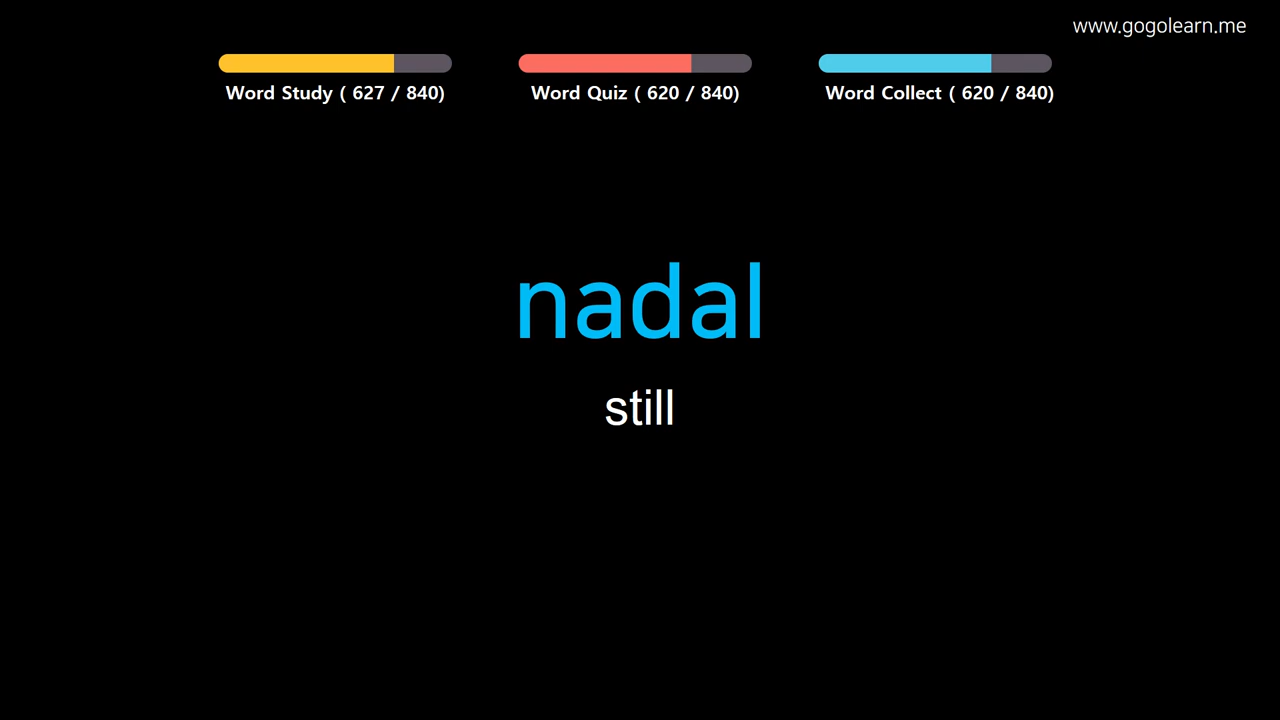 www.gogolearn.me
Word Study ( 627 / 840)
Word Quiz ( 620 / 840)
Word Collect ( 620 / 840)
nadal
still